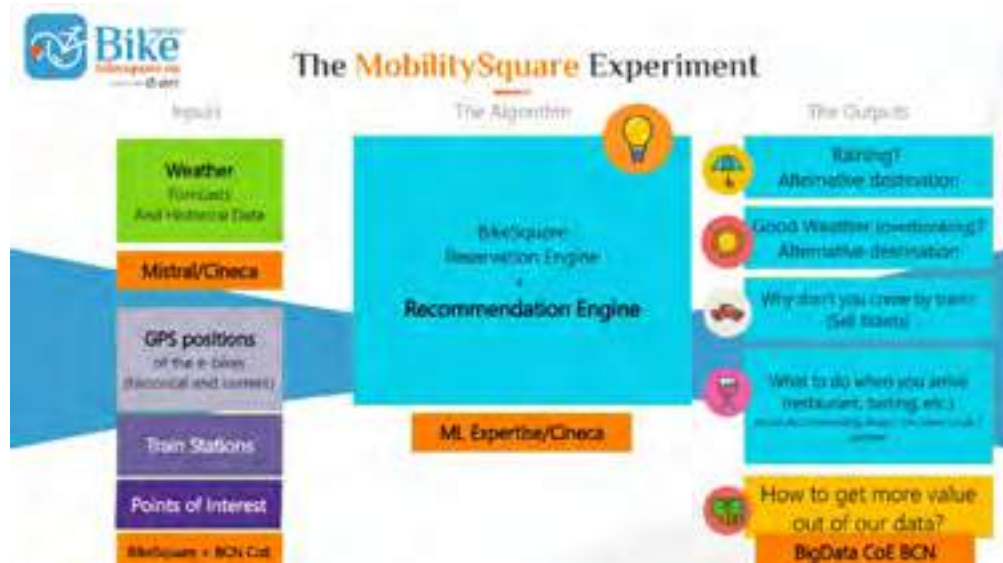 Bike
The MobilitySquare Experiment
Inputs
The Algorithm
The Outputs
Weather
Forecasts
And Historical Data
Mistral/Cineca
GPS positions
of the e-bikes
(historical and current)
Train Stations
Points of Interest
BikeSquare + BCN CoE
BikeSquare
Reservation Engine
+
Recommendation Engine
ML Expertise/Cineca
Raining?
Alternative destination
Good Weather (overbooking)?
Alternative destination
Why don't you come by train?
(Sell tickets)
What to do when you arrive
(restaurant, tasting, etc.)
How to get more value
out of our data?
BigData CoE BCN